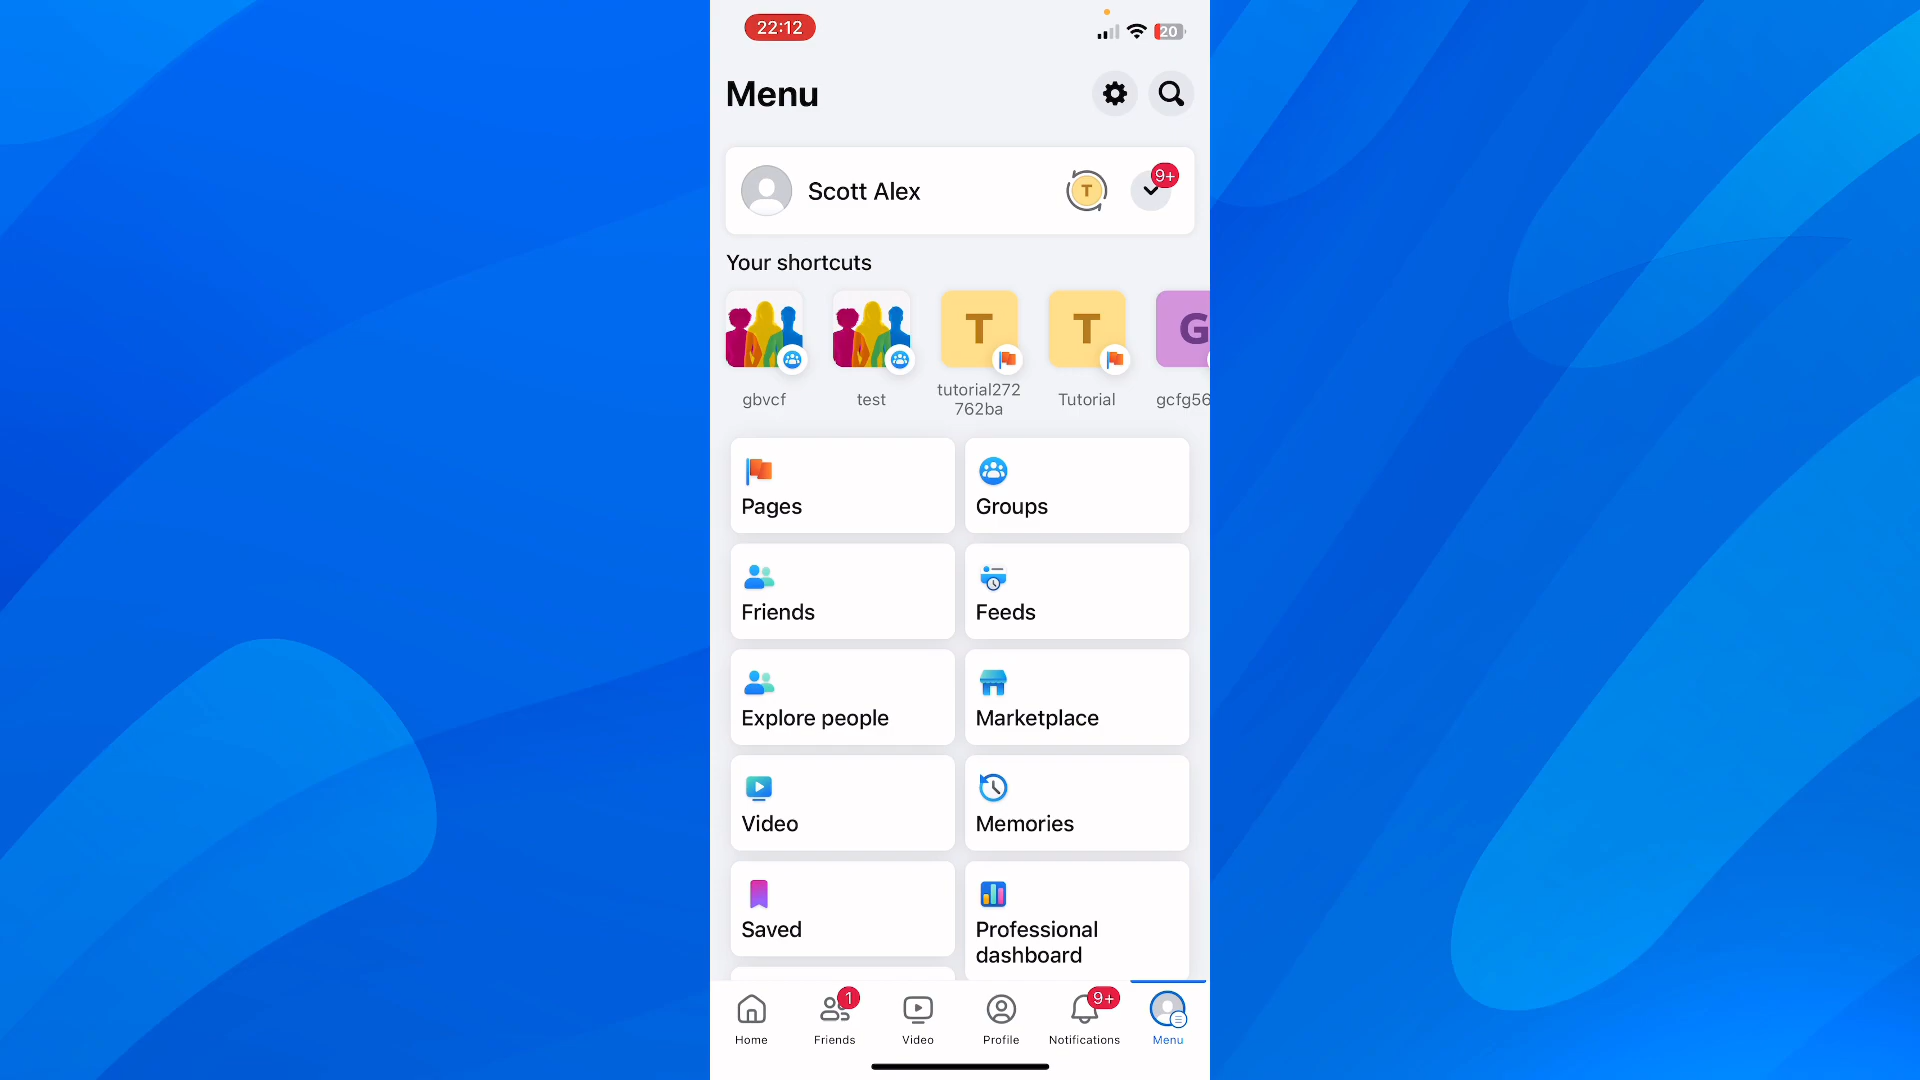 22:12
20
Menu
Scott Alex
T
9+
Your shortcuts
T
T
G
gbvcf
test
tutorial272
762ba
Tutorial
gcfg56
Pages
Groups
Friends
Feeds
Explore people
Marketplace
Video
Memories
Saved
Professional
dashboard
1
9+
Home
Friends
Video
Profile
Notifications
Menu